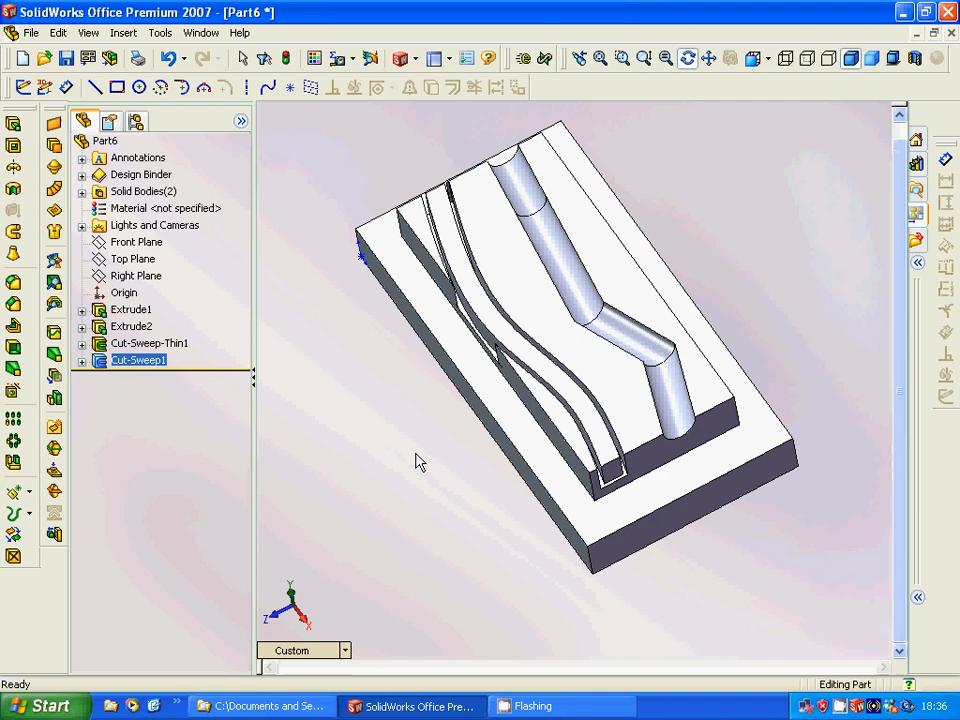 SolidWorks Office Premium 2007 - [Part6 *]
File Edit View Insert Tools Window Help
Part6
Annotations
Design Binder
Solid Bodies(2)
Material <not specified>
Lights and Cameras
Front Plane
Top Plane
Right Plane
Origin
Extrude1
Extrude2
Cut-Sweep-Thin1
Cut-Sweep1
Y
Z
X
Custom
Ready
Editing Part
Start
C:\Documents and Se...
SolidWorks Office Pre...
Flashing
18:36